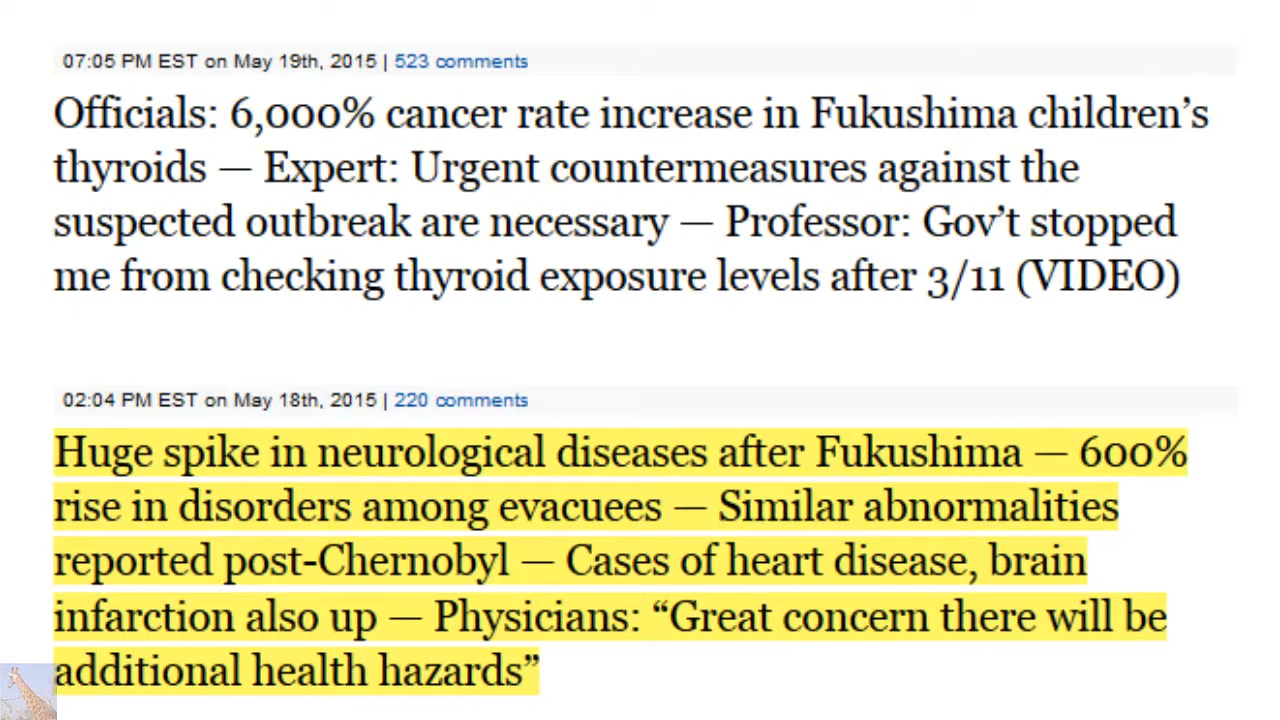 07:05 PM EST on May 19th, 2015 | 523 comments
Officials: 6,000% cancer rate increase in Fukushima children’s
thyroids — Expert: Urgent countermeasures against the
suspected outbreak are necessary — Professor: Gov’t stopped
me from checking thyroid exposure levels after 3/11 (VIDEO)
02:04 PM EST on May 18th, 2015 | 220 comments
Huge spike in neurological diseases after Fukushima — 600%
rise in disorders among evacuees — Similar abnormalities
reported post-Chernobyl — Cases of heart disease, brain
infarction also up — Physicians: “Great concern there will be
additional health hazards”